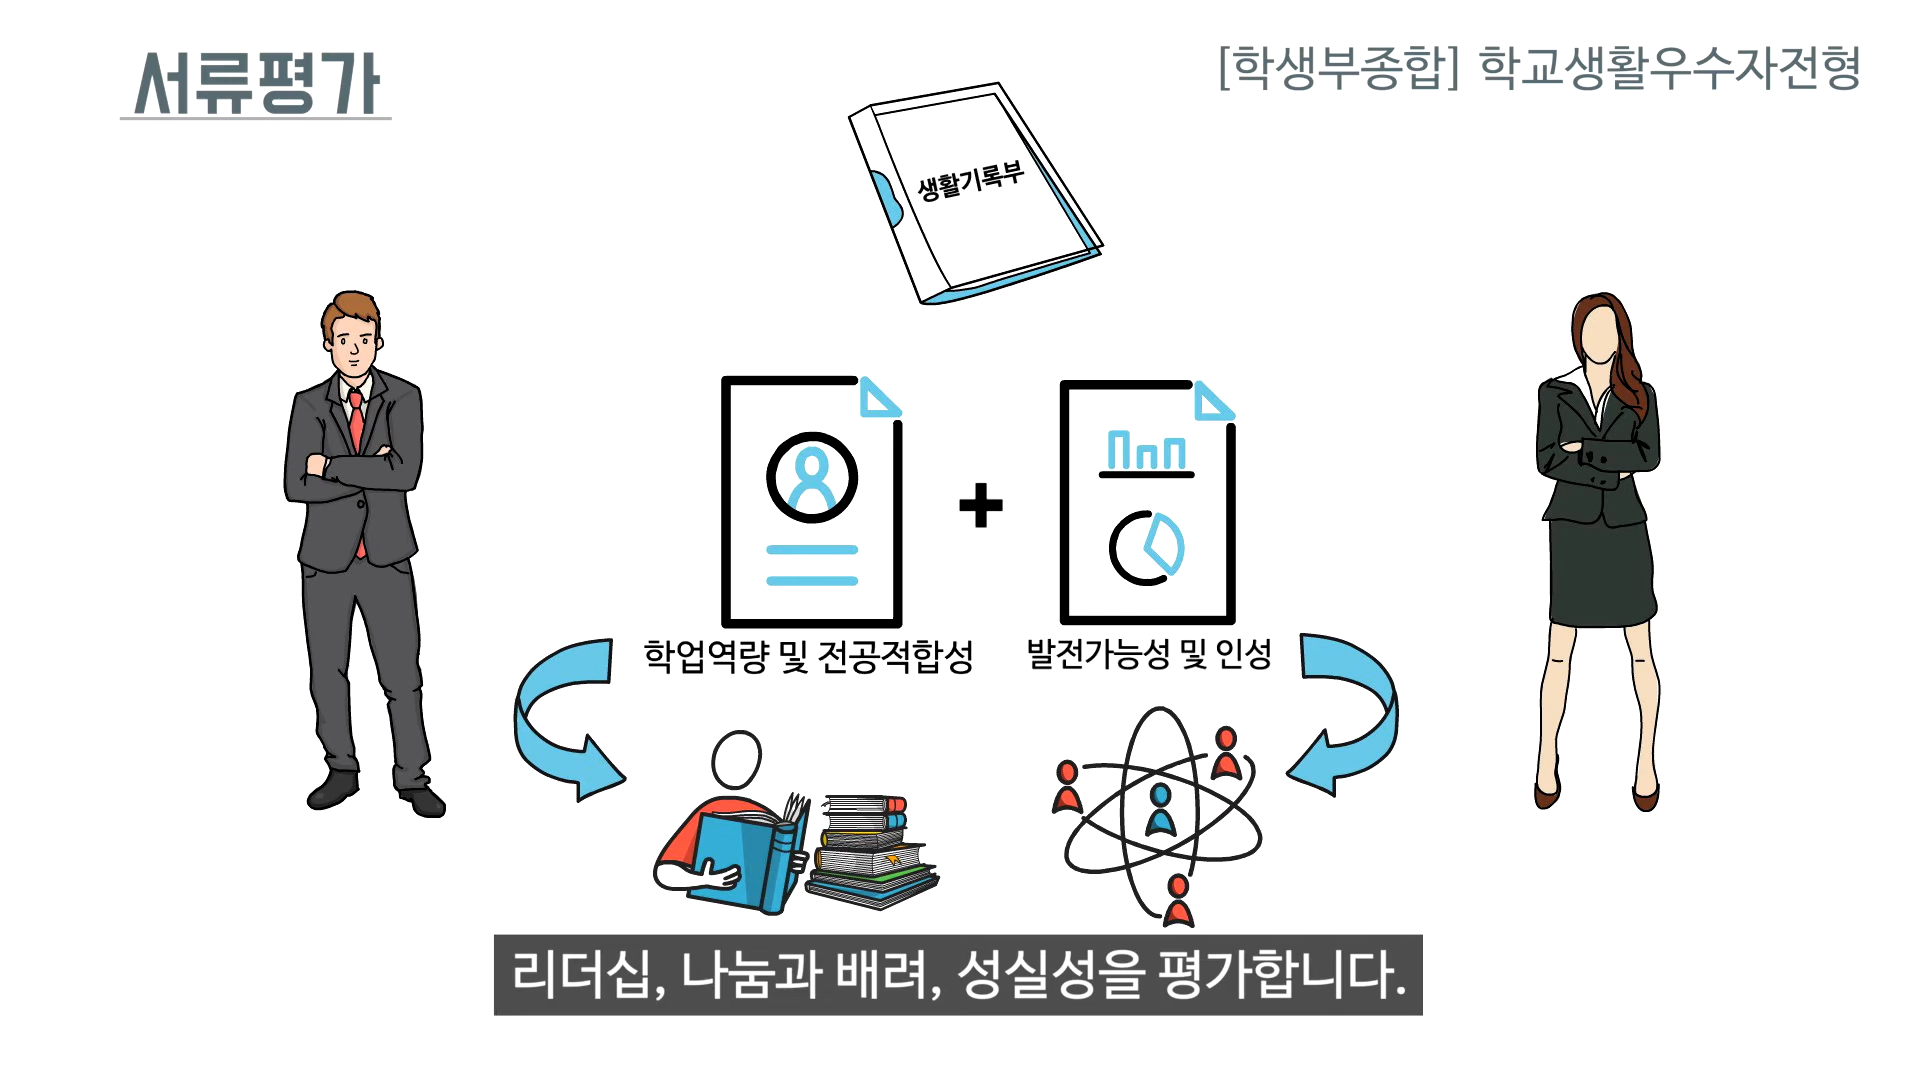 서류평가
[학생부종합] 학교생활우수자전형
생활기록부
학업역량 및 전공적합성
발전가능성 및 인성
리더십, 나눔과 배려, 성실성을 평가합니다.